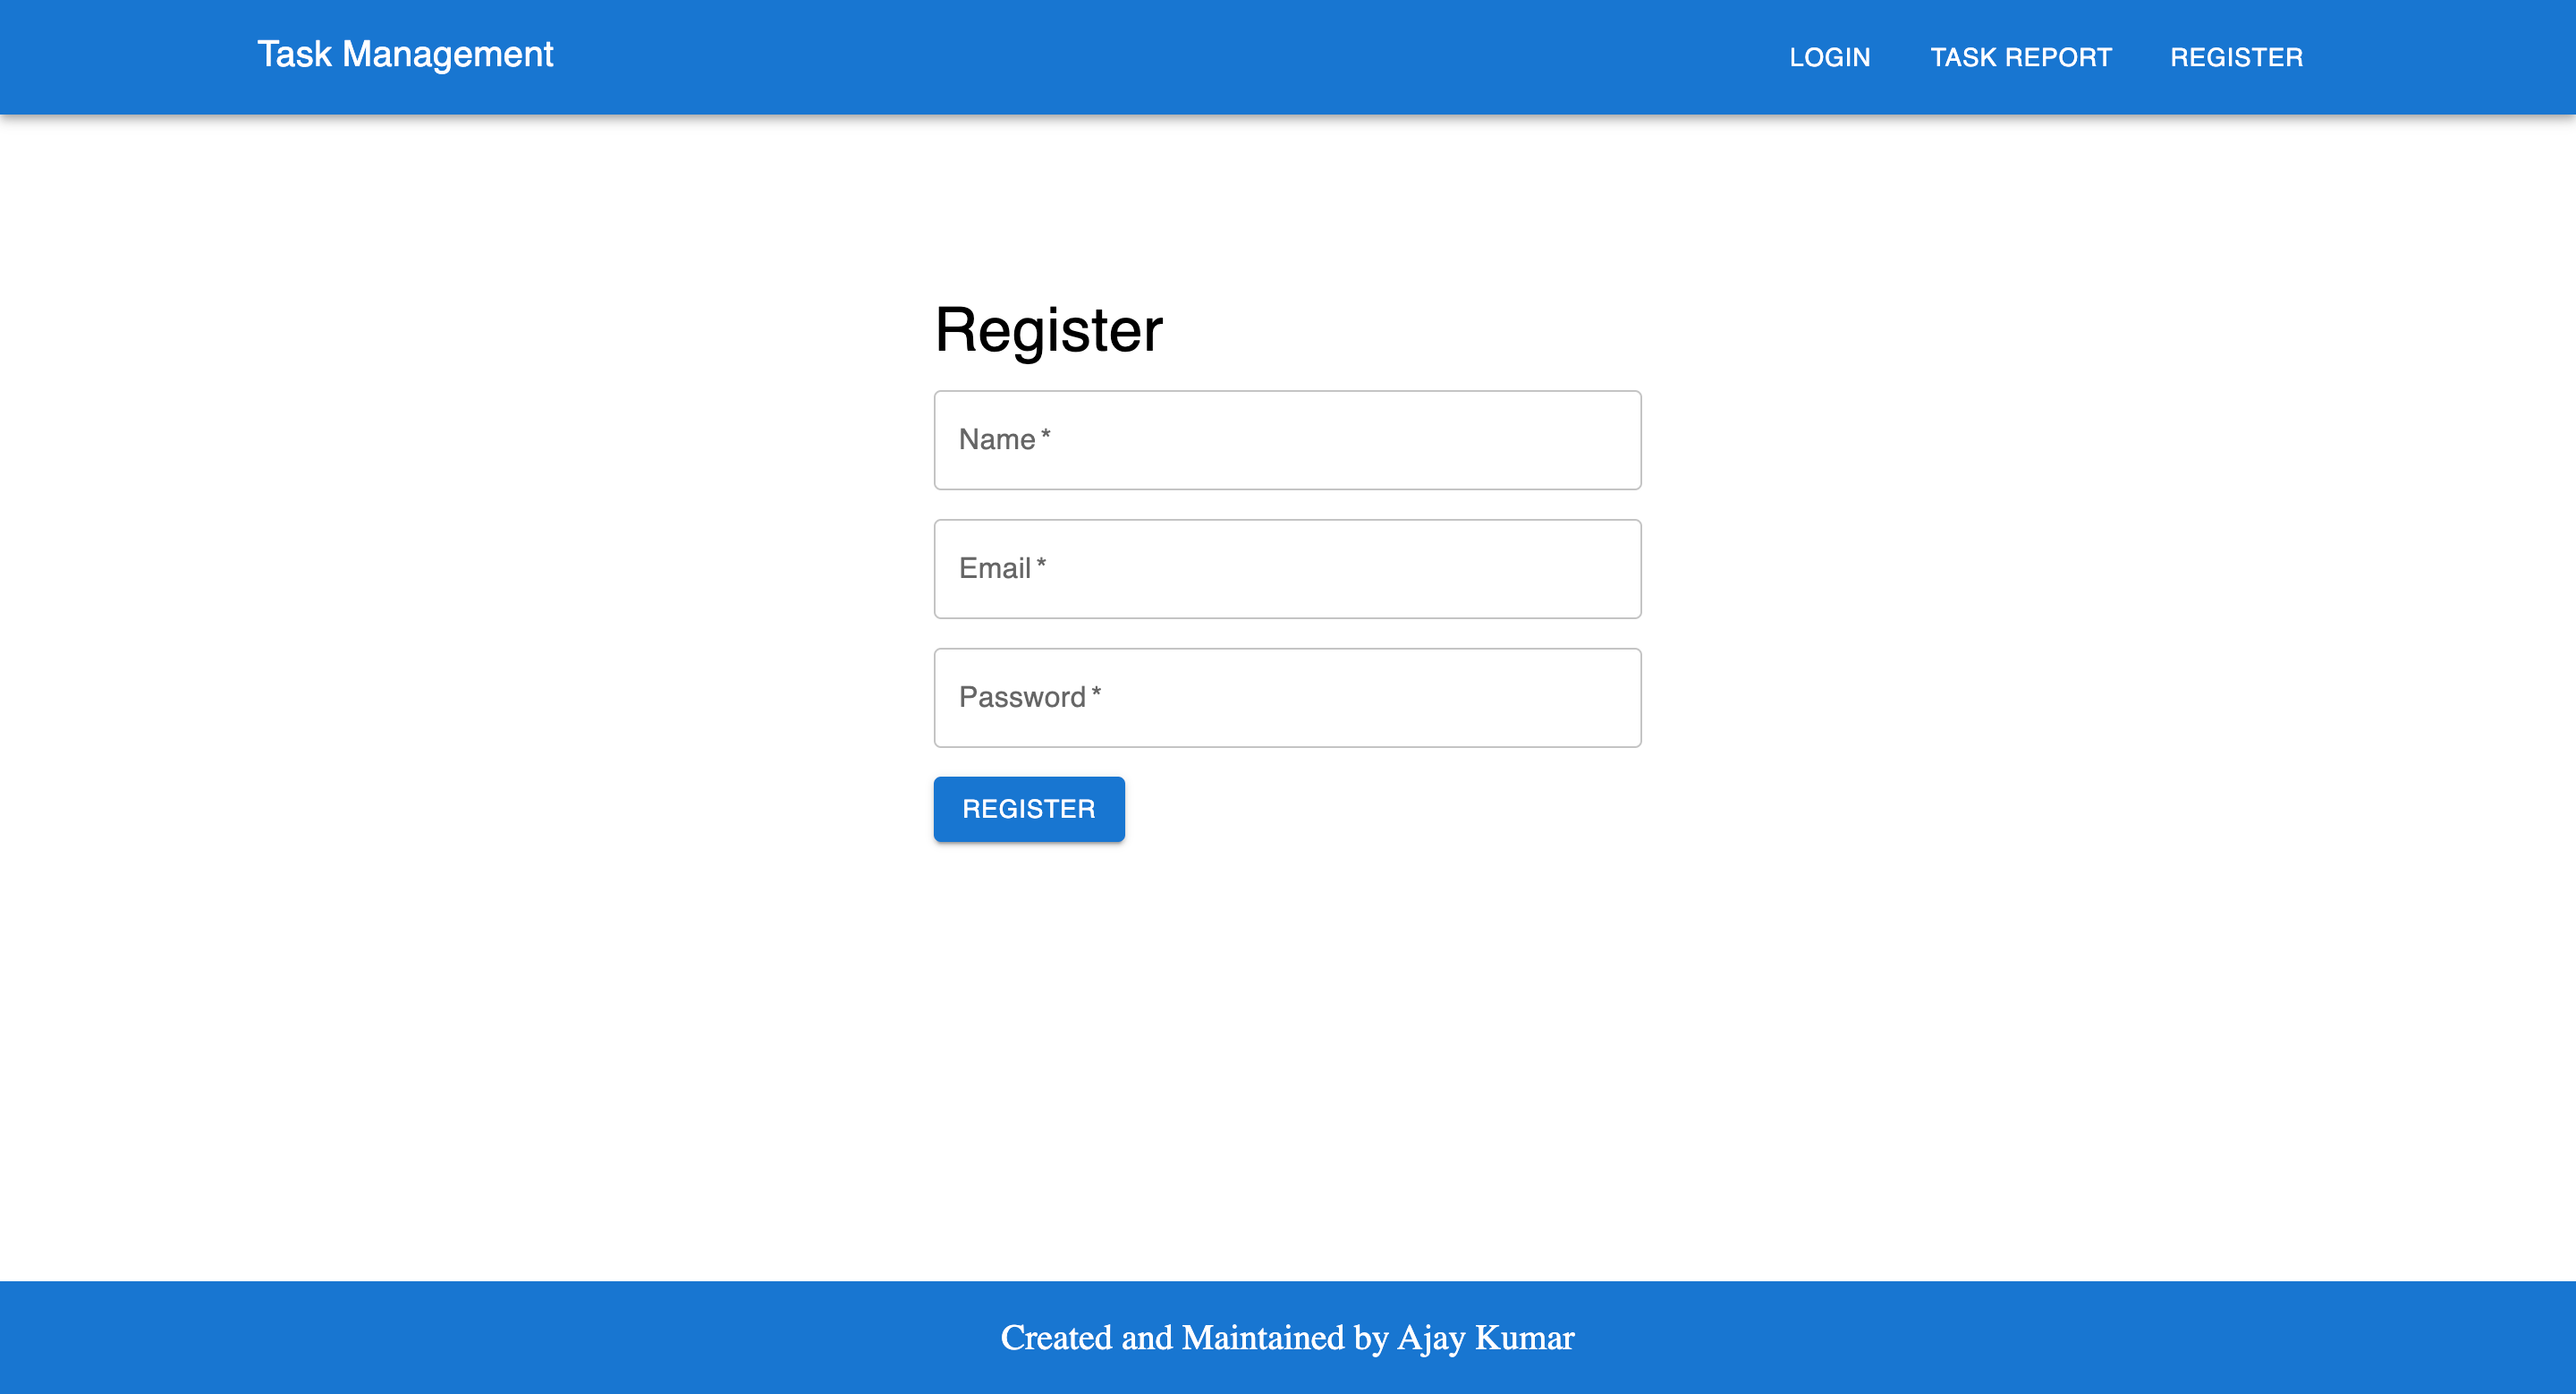 Task Management
LOGIN TASK REPORT REGISTER
Register
Name *
Email *
Password *
REGISTER
Created and Maintained by Ajay Kumar